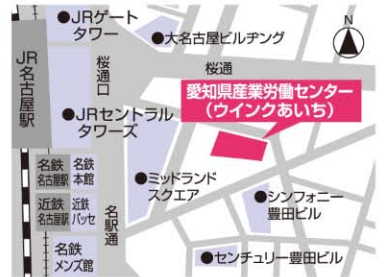 ●JRゲート
タワー
●大名古屋ビルヂング
N
桜通口
桜通
JR名古屋駅
愛知県産業労働センター
（ウインクあいち）
●JRセントラル
タワーズ
名鉄
名古屋駅
名鉄
本館
●ミッドランド
スクエア
近鉄
名古屋駅
近鉄
パッセ
名駅通
●シンフォニー
豊田ビル
名鉄
メンズ館
●センチュリー豊田ビル